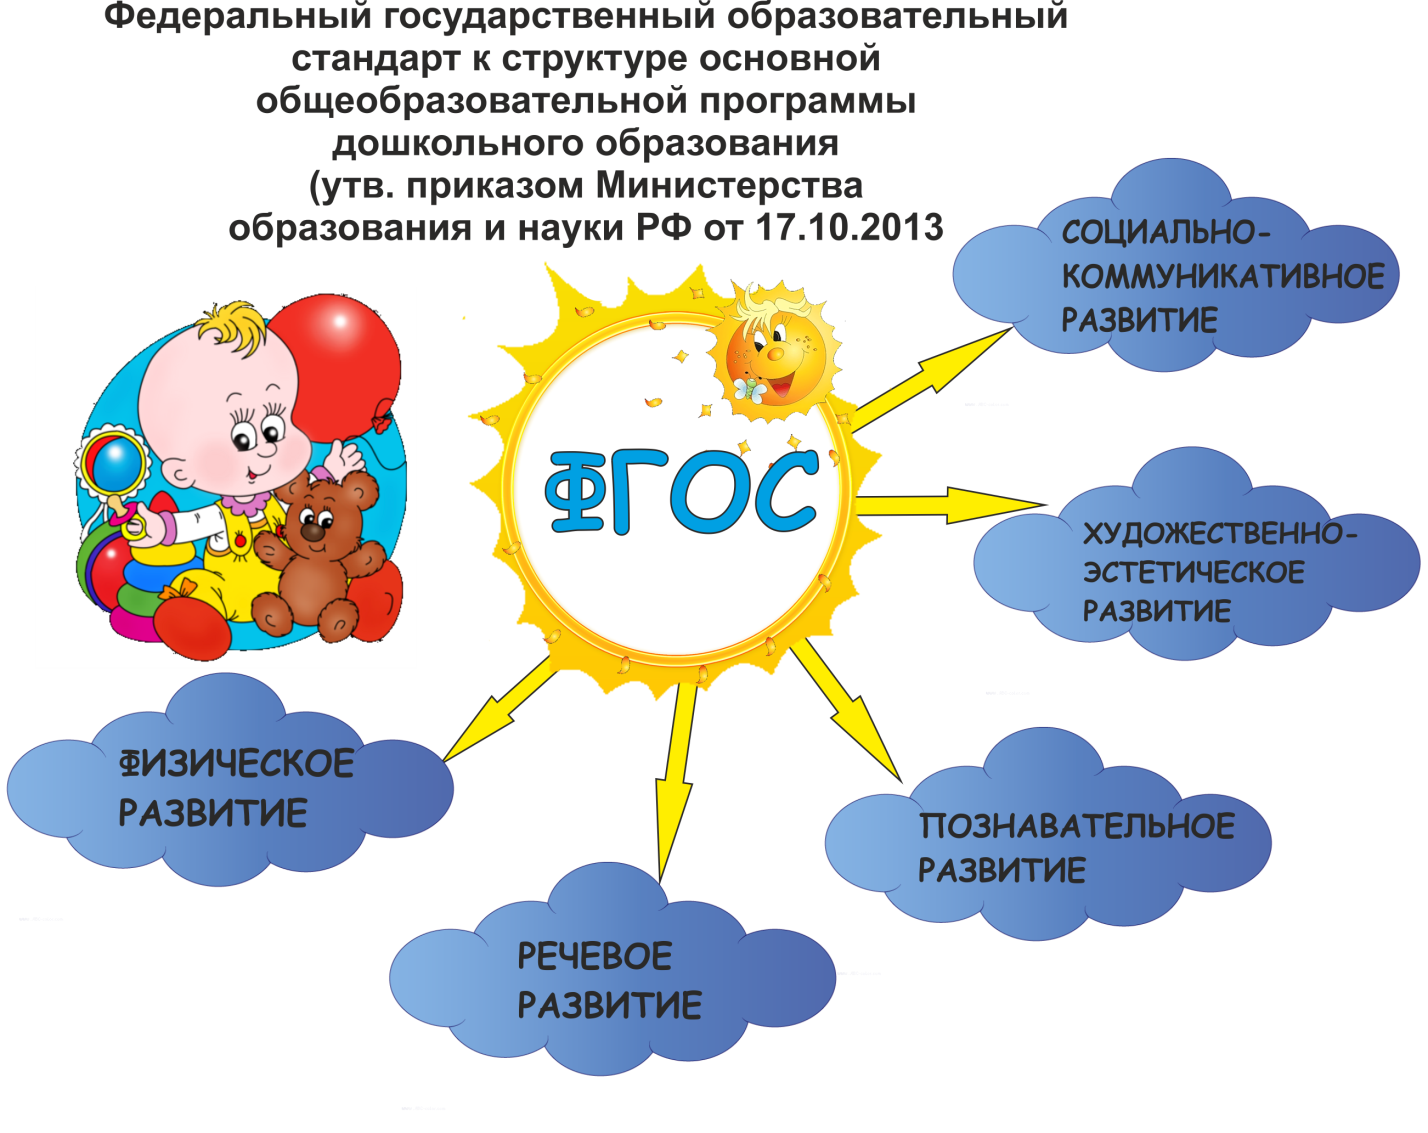 Федеральный государственный образовательный
стандарт к структуре основной
общеобразовательной программы
дошкольного образования
(утв. приказом Министерства
образования и науки РФ от 17.10.2013
СОЦИАЛЬНО-
КОММУНИКАТИВНОЕ
РАЗВИТИЕ
ФГОС
ХУДОЖЕСТВЕННО-
ЭСТЕТИЧЕСКОЕ
РАЗВИТИЕ
ФИЗИЧЕСКОЕ
РАЗВИТИЕ
ПОЗНАВАТЕЛЬНОЕ
РАЗВИТИЕ
РЕЧЕВОЕ
РАЗВИТИЕ